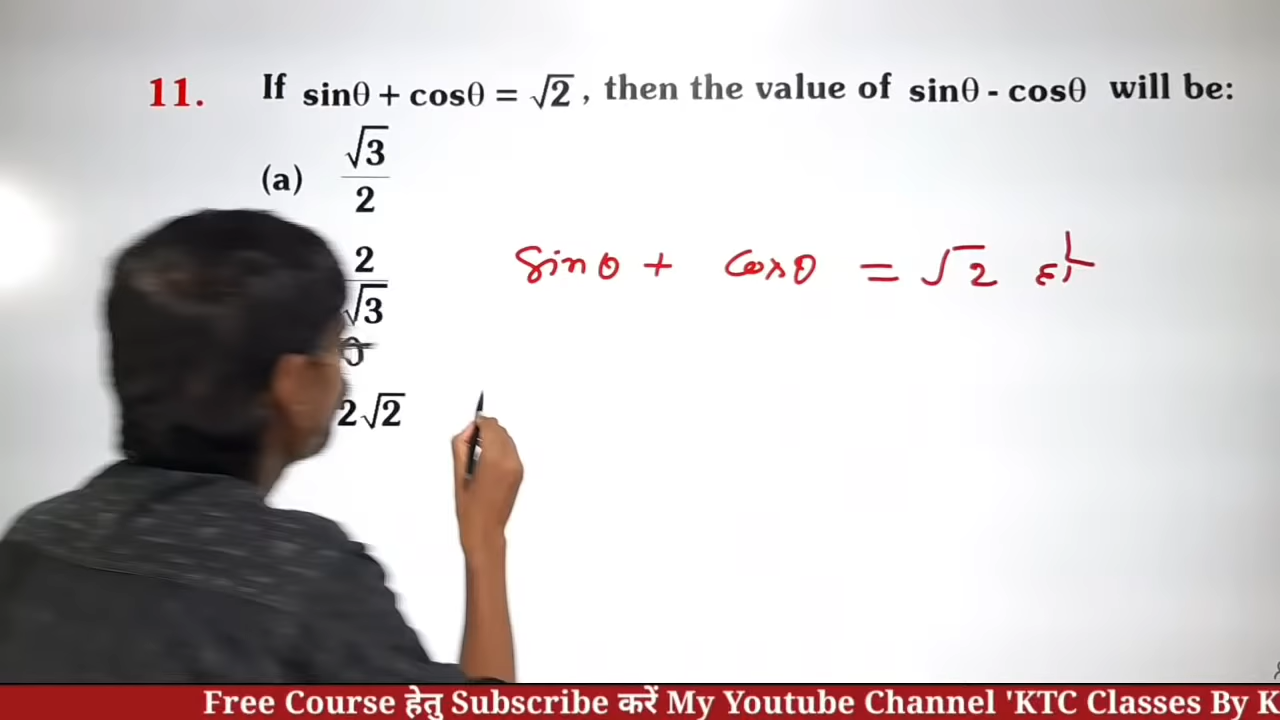 11. If sinθ + cosθ = √2, then the value of sinθ - cosθ will be:
(a) √3/2
2/√3
0
2√2
sinθ + cosθ = √2
Free Course हेतु Subscribe करें My Youtube Channel 'KTC Classes By K